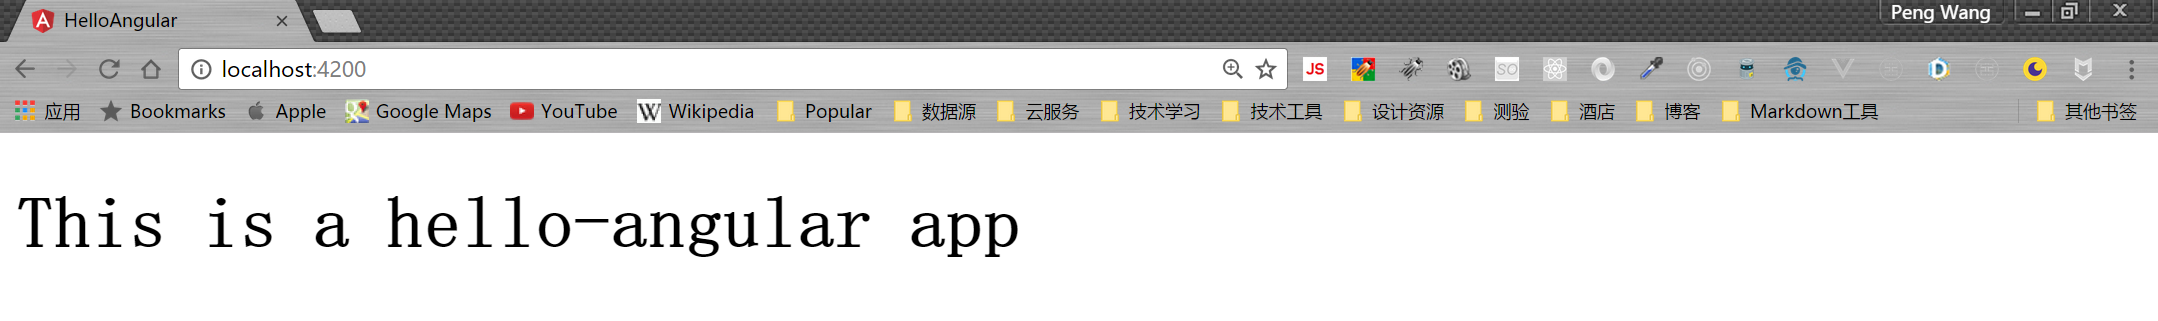 HelloAngular
Peng Wang
localhost:4200
JS
SO
应用 Bookmarks Apple Google Maps YouTube W Wikipedia Popular 数据源 云服务 技术学习 技术工具 设计资源 测验 酒店 博客 Markdown工具 其他书签
This is a hello-angular app